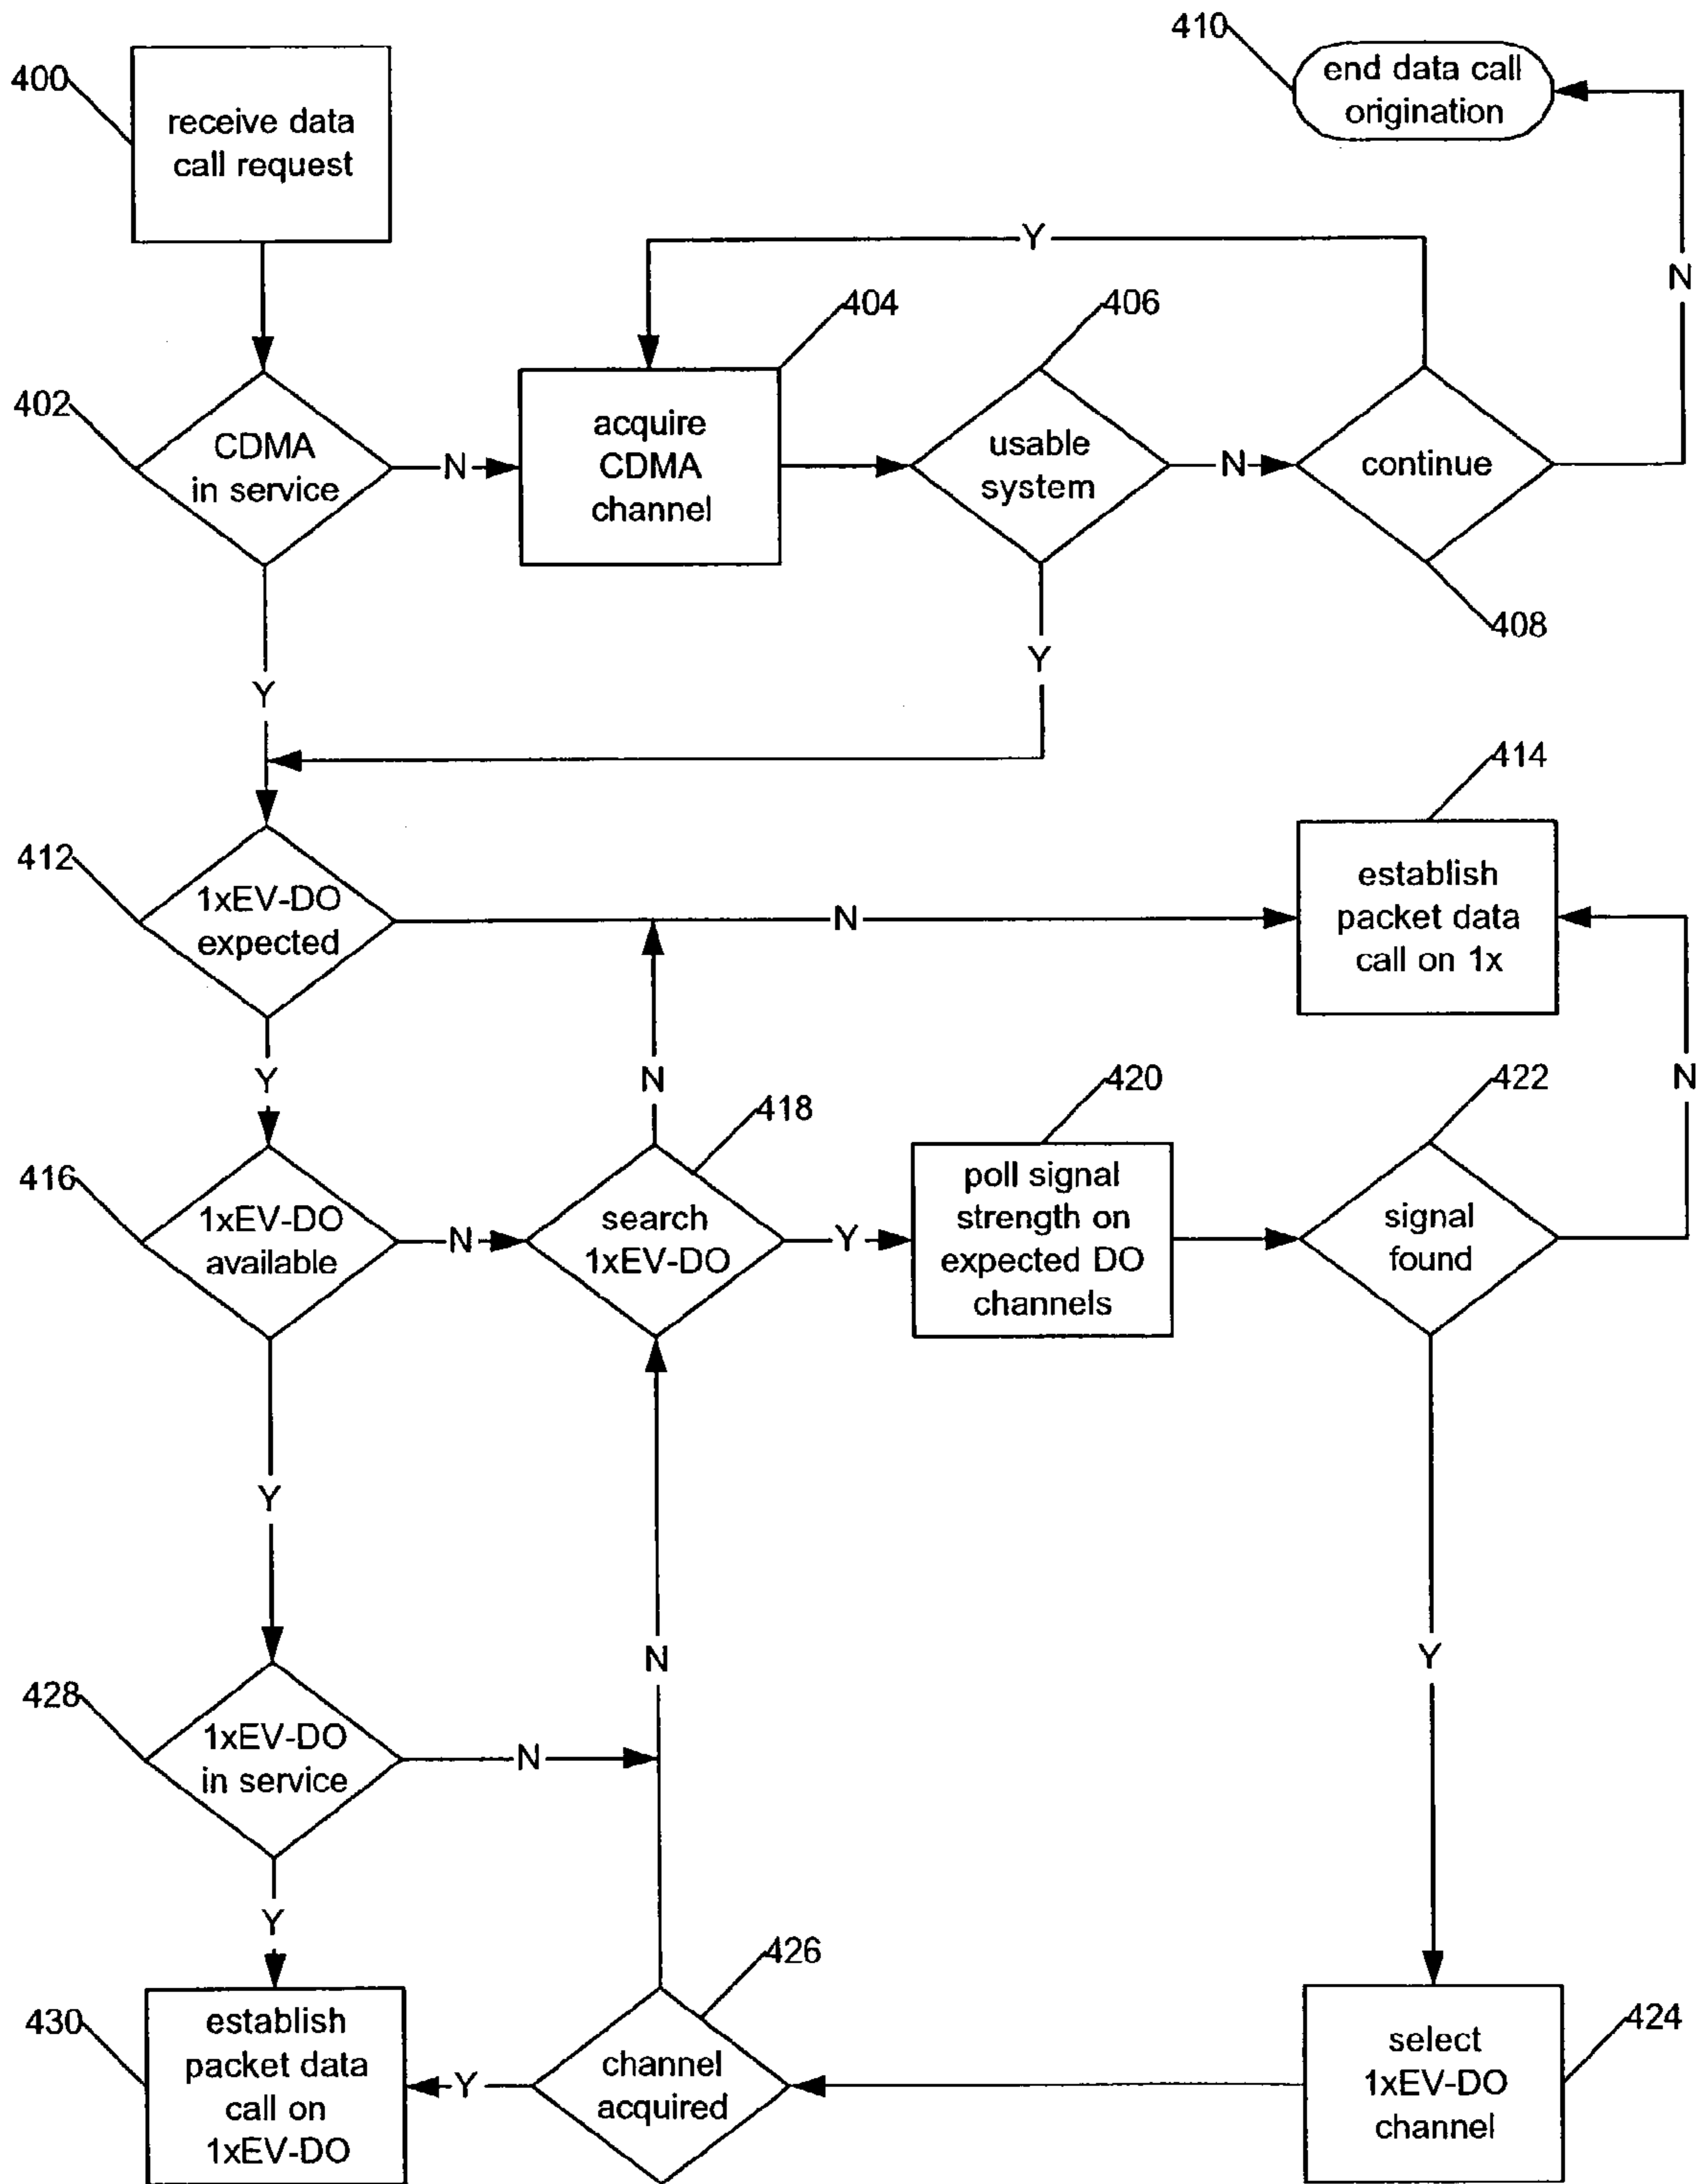 410
end data call
origination
400
receive data
call request
Y
N
404
406
402
CDMA
in service
N
acquire
CDMA
channel
usable
system
N
continue
408
Y
Y
414
412
1xEV-DO
expected
N
establish
packet data
call on 1x
Y
N
N
420
422
418
416
1xEV-DO
available
N
search
1xEV-DO
Y
poll signal
strength on
expected DO
channels
signal
found
Y
N
Y
428
1xEV-DO
in service
N
Y
426
430
establish
packet data
call on
1xEV-DO
Y
channel
acquired
select
1xEV-DO
channel
424